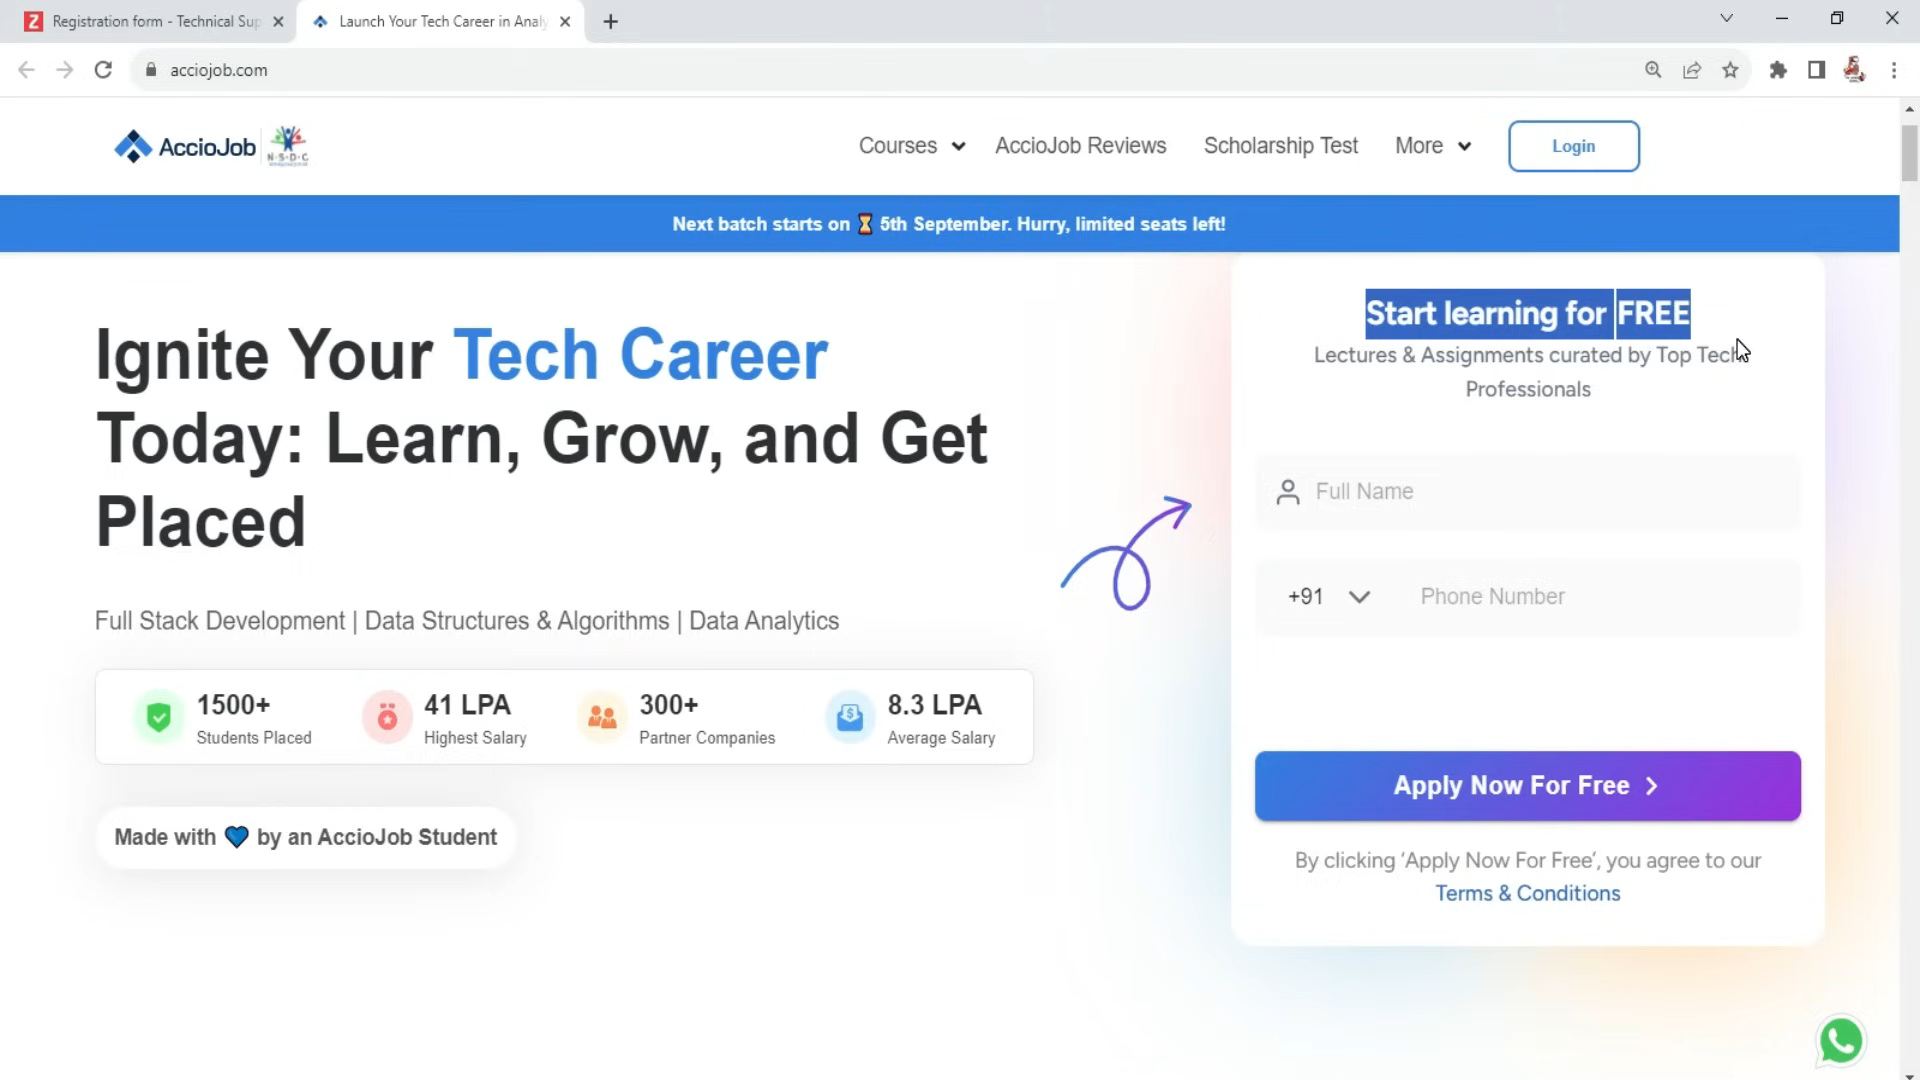 Registration form - Technical Sup
Launch Your Tech Career in Analy
acciojob.com
AccioJob
N·S·D·C
Courses
AccioJob Reviews
Scholarship Test
More
Login
Next batch starts on ⌛ 5th September. Hurry, limited seats left!
Ignite Your Tech Career
Today: Learn, Grow, and Get
Placed
Full Stack Development | Data Structures & Algorithms | Data Analytics
1500+
Students Placed
41 LPA
Highest Salary
300+
Partner Companies
8.3 LPA
Average Salary
Made with 💙 by an AccioJob Student
Start learning for FREE
Lectures & Assignments curated by Top Tech
Professionals
Full Name
+91
Phone Number
Apply Now For Free
By clicking ‘Apply Now For Free’, you agree to our
Terms & Conditions